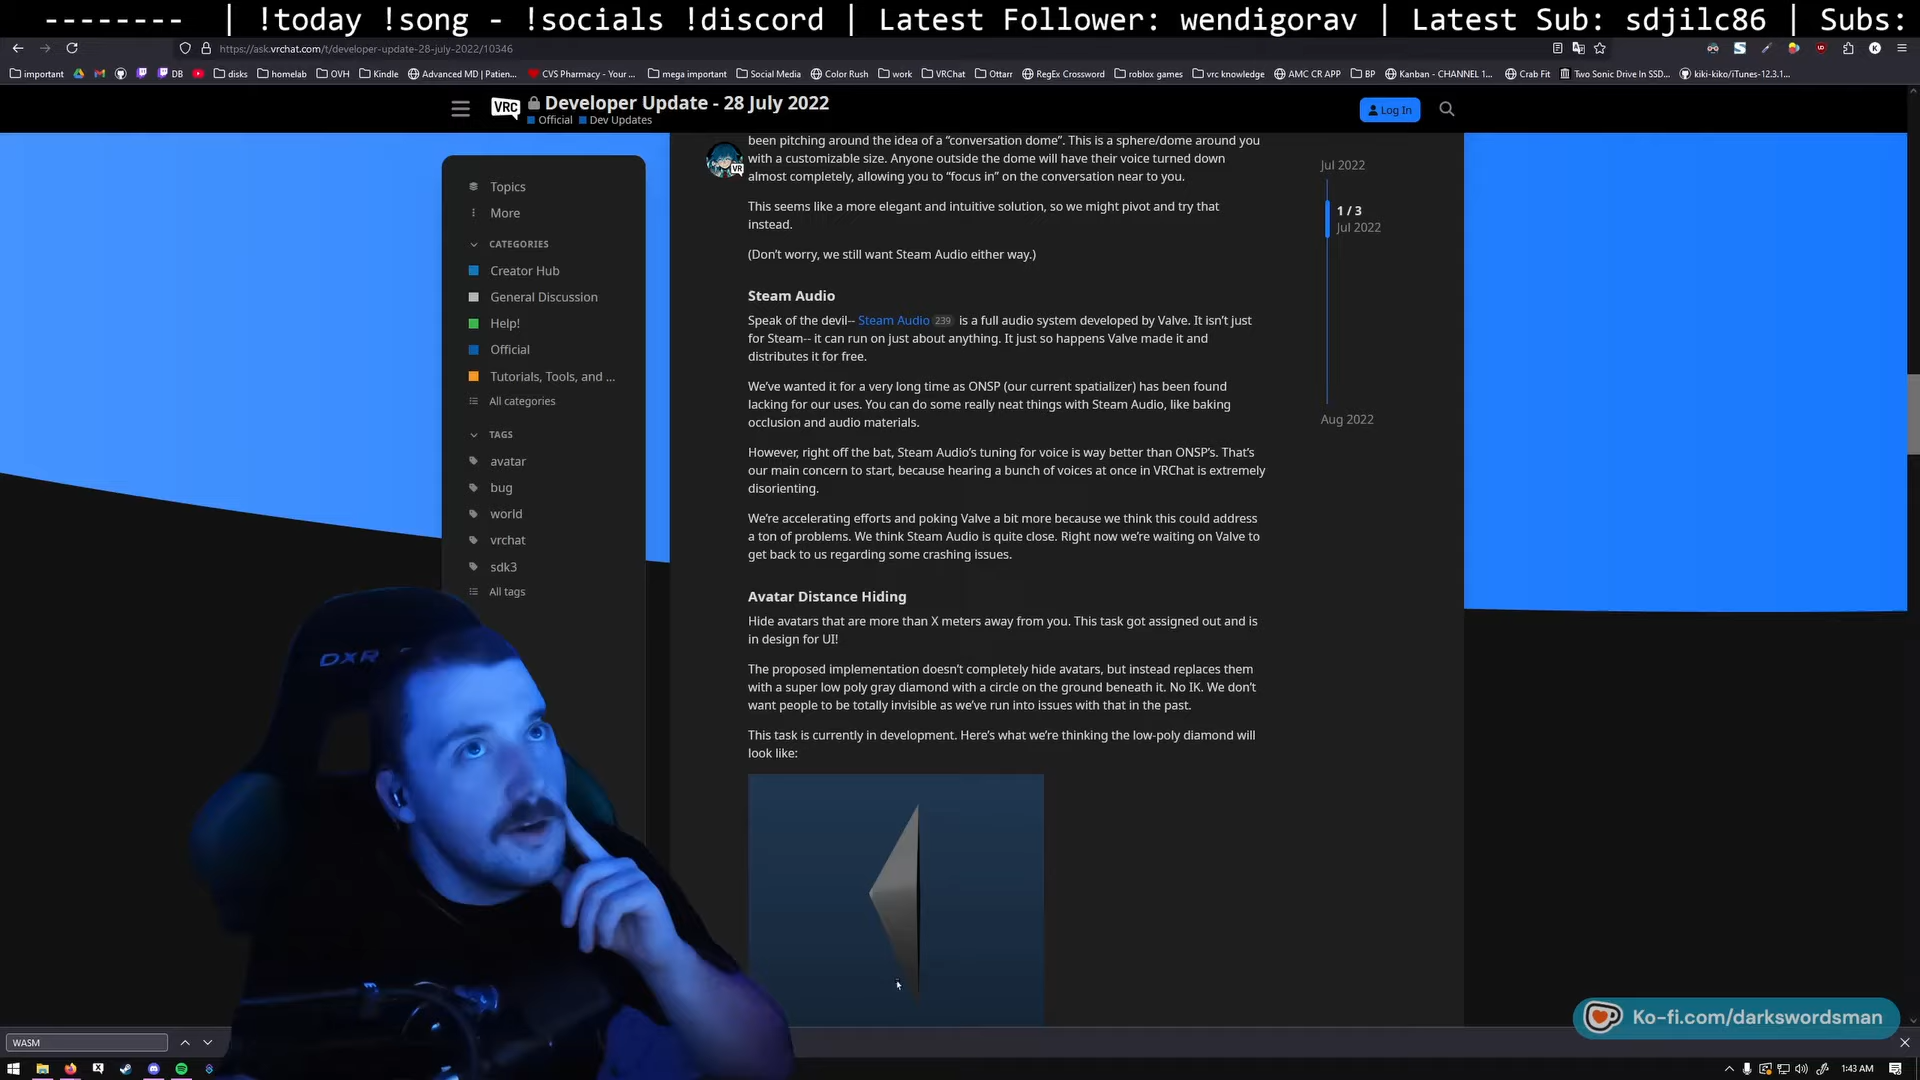 -------- | !today !song - !socials !discord | Latest Follower: wendigorav | Latest Sub: sdjilc86 | Subs:
https://ask.vrchat.com/t/developer-update-28-july-2022/10346
important
DB
disks
homelab
OVH
Kindle
Advanced MD | Patien...
CVS Pharmacy - Your ...
mega important
Social Media
Color Rush
work
VRChat
Ottarr
RegEx Crossword
roblox games
vrc knowledge
AMC CR APP
BP
Kanban - CHANNEL 1...
Crab Fit
Two Sonic Drive In SSD...
kiki-kiko/iTunes-12.3.1...
VRC
Developer Update - 28 July 2022
Official Dev Updates
Log In
Topics
More
CATEGORIES
Creator Hub
General Discussion
Help!
Official
Tutorials, Tools, and ...
All categories
TAGS
avatar
bug
world
vrchat
sdk3
All tags
been pitching around the idea of a “conversation dome”. This is a sphere/dome around you
with a customizable size. Anyone outside the dome will have their voice turned down
almost completely, allowing you to “focus in” on the conversation near to you.
This seems like a more elegant and intuitive solution, so we might pivot and try that
instead.
(Don’t worry, we still want Steam Audio either way.)
Steam Audio
Speak of the devil-- Steam Audio 239 is a full audio system developed by Valve. It isn’t just
for Steam-- it can run on just about anything. It just so happens Valve made it and
distributes it for free.
We’ve wanted it for a very long time as ONSP (our current spatializer) has been found
lacking for our uses. You can do some really neat things with Steam Audio, like baking
occlusion and audio materials.
However, right off the bat, Steam Audio’s tuning for voice is way better than ONSP’s. That’s
our main concern to start, because hearing a bunch of voices at once in VRChat is extremely
disorienting.
We’re accelerating efforts and poking Valve a bit more because we think this could address
a ton of problems. We think Steam Audio is quite close. Right now we’re waiting on Valve to
get back to us regarding some crashing issues.
Avatar Distance Hiding
Hide avatars that are more than X meters away from you. This task got assigned out and is
in design for UI!
The proposed implementation doesn’t completely hide avatars, but instead replaces them
with a super low poly gray diamond with a circle on the ground beneath it. No IK. We don’t
want people to be totally invisible as we’ve run into issues with that in the past.
This task is currently in development. Here’s what we’re thinking the low-poly diamond will
look like:
Jul 2022
1 / 3
Jul 2022
Aug 2022
DXR
Ko-fi.com/darkswordsman
WASM
1:43 AM